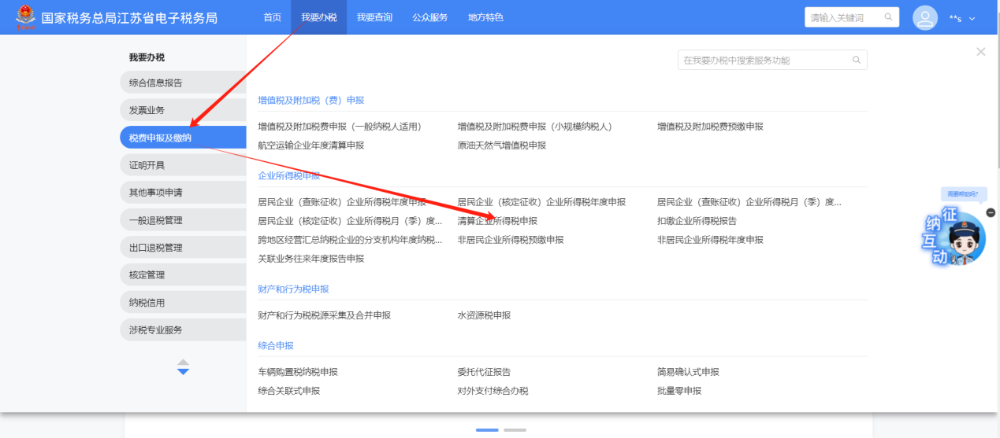 国家税务总局江苏省电子税务局 首页 我要办税 我要查询 公众服务 地方特色 请输入关键词 **s
我要办税
综合信息报告
发票业务
税费申报及缴纳
证明开具
其他事项申请
一般退税管理
出口退税管理
核定管理
纳税信用
涉税专业服务
在我要办税中搜索服务功能
增值税及附加税（费）申报
增值税及附加税费申报（一般纳税人适用） 增值税及附加税费申报（小规模纳税人） 增值税及附加税费预缴申报
航空运输企业年度清算申报 原油天然气增值税申报
企业所得税申报
居民企业（查账征收）企业所得税年度申报 居民企业（核定征收）企业所得税年度申报 居民企业（查账征收）企业所得税月（季）度...
居民企业（核定征收）企业所得税月（季）度... 清算企业所得税申报 扣缴企业所得税报告
跨地区经营汇总纳税企业的分支机构年度纳税... 非居民企业所得税预缴申报 非居民企业所得税年度申报
关联业务往来年度报告申报
财产和行为税申报
财产和行为税税源采集及合并申报 水资源税申报
综合申报
车辆购置税纳税申报 委托代征报告 简易确认式申报
综合关联式申报 对外支付综合办税 批量零申报
需要帮助吗?
征纳互动